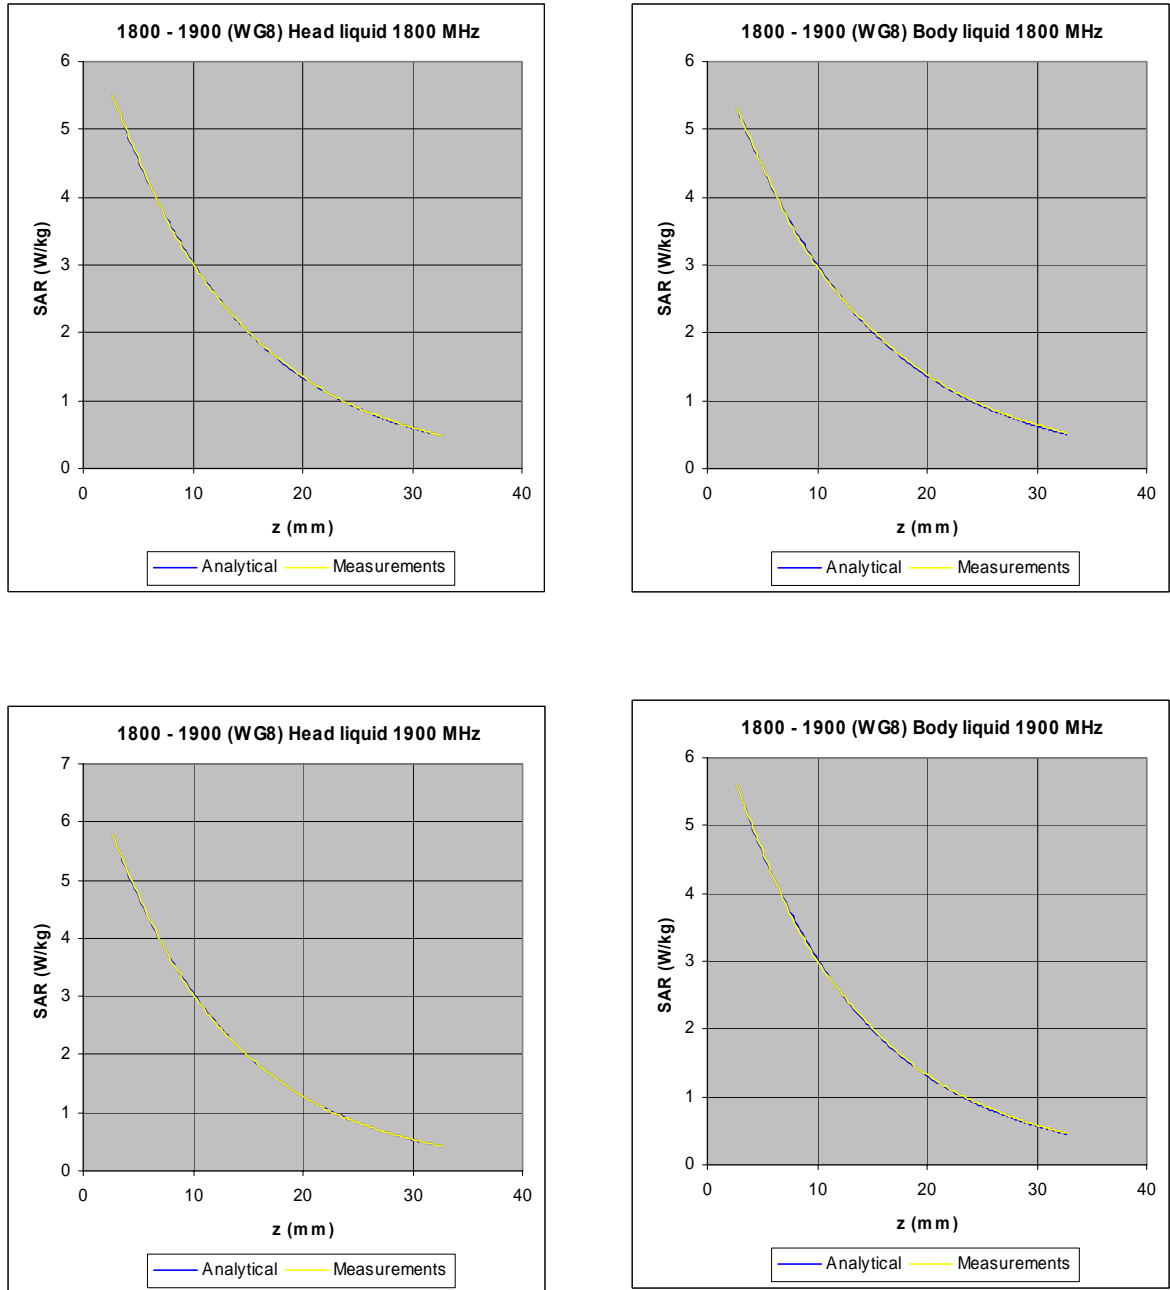 1800 - 1900 (WG8) Head liquid 1800 MHz
6
5
4
3
2
1
0
SAR (W/kg)
0 10 20 30 40
z (mm)
Analytical Measurements
1800 - 1900 (WG8) Body liquid 1800 MHz
6
5
4
3
2
1
0
SAR (W/kg)
0 10 20 30 40
z (mm)
Analytical Measurements
1800 - 1900 (WG8) Head liquid 1900 MHz
7
6
5
4
3
2
1
0
SAR (W/kg)
0 10 20 30 40
z (mm)
Analytical Measurements
1800 - 1900 (WG8) Body liquid 1900 MHz
6
5
4
3
2
1
0
SAR (W/kg)
0 10 20 30 40
z (mm)
Analytical Measurements